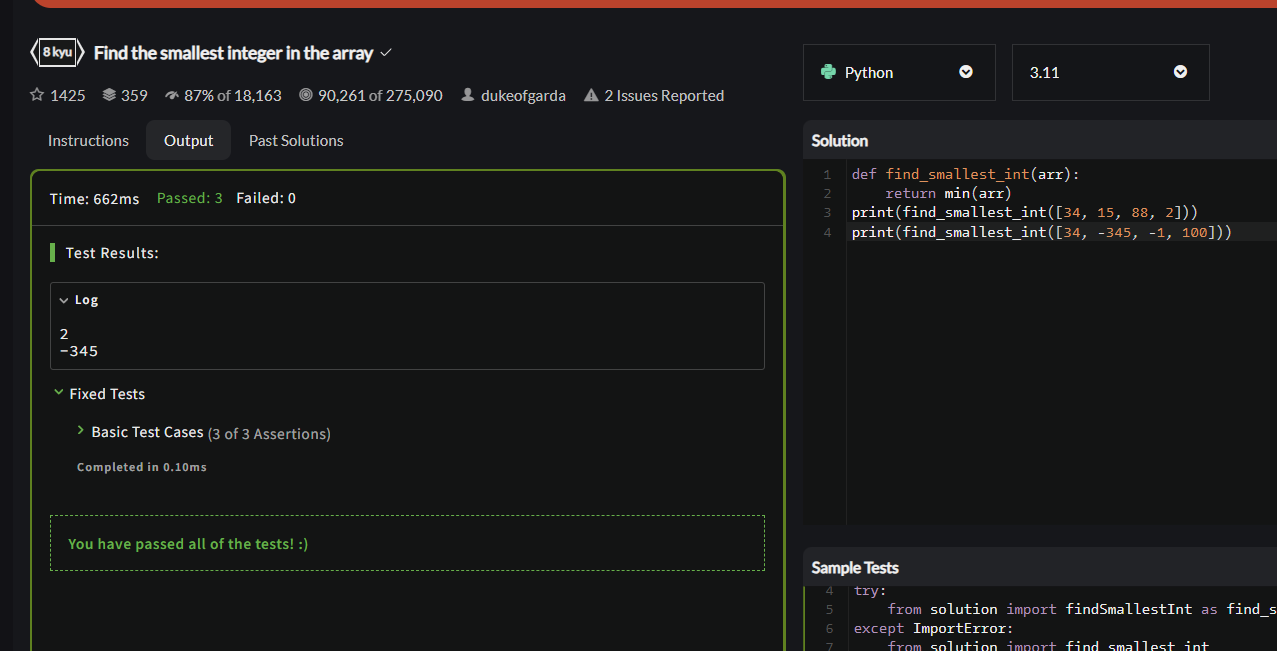 8 kyu Find the smallest integer in the array
1425 359 87% of 18,163 90,261 of 275,090 dukeofgarda 2 Issues Reported
Instructions Output Past Solutions
Time: 662ms Passed: 3 Failed: 0
Test Results:
Log
2
-345
Fixed Tests
Basic Test Cases (3 of 3 Assertions)
Completed in 0.10ms
You have passed all of the tests! :)
Python 3.11
Solution
1 def find_smallest_int(arr):
2     return min(arr)
3 print(find_smallest_int([34, 15, 88, 2]))
4 print(find_smallest_int([34, -345, -1, 100]))
Sample Tests
4 try:
5     from solution import findSmallestInt as find_s
6 except ImportError:
7     from solution import find_smallest_int